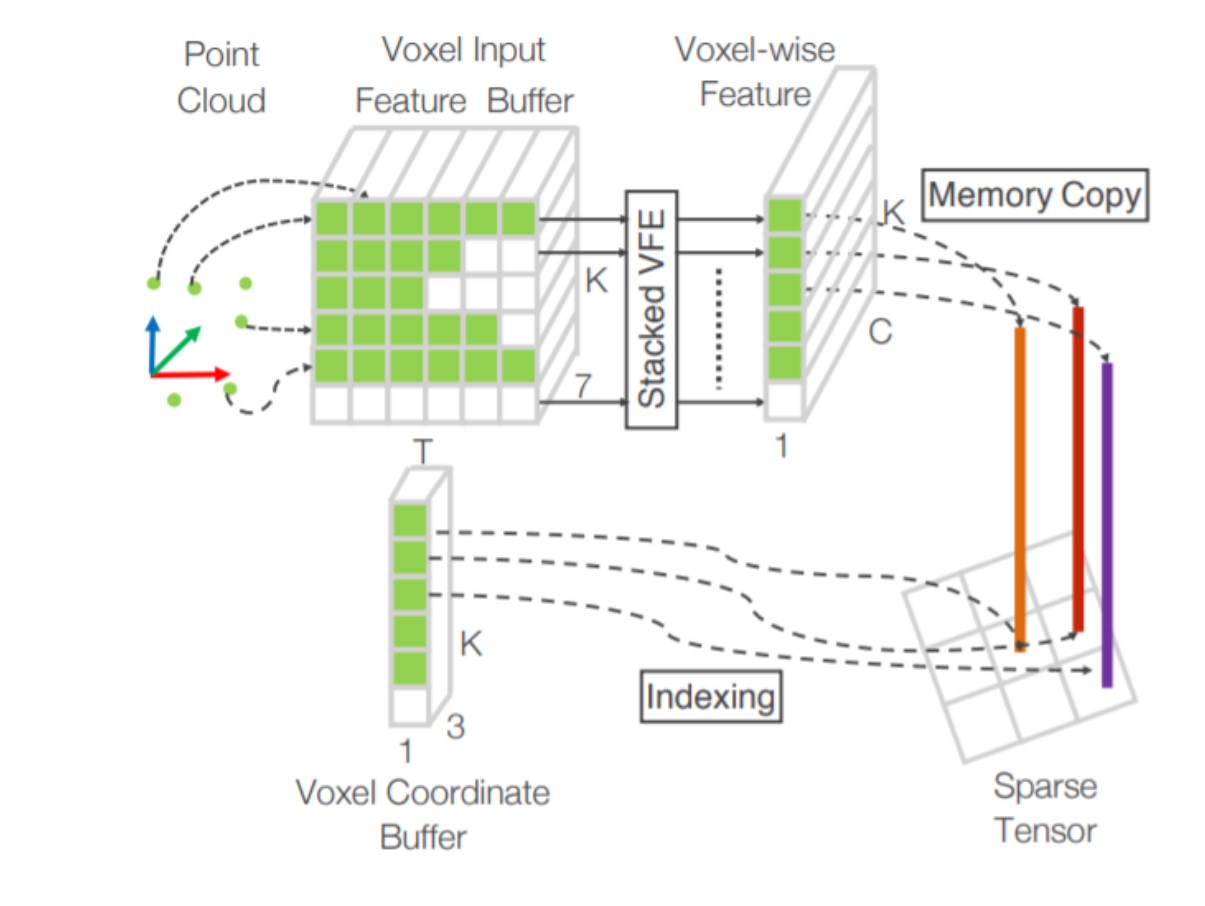 Point
Cloud
Voxel Input
Feature Buffer
Voxel-wise
Feature
K
Memory Copy
K
Stacked VFE
C
7
T
1
K
3
1
Indexing
Voxel Coordinate
Buffer
Sparse
Tensor